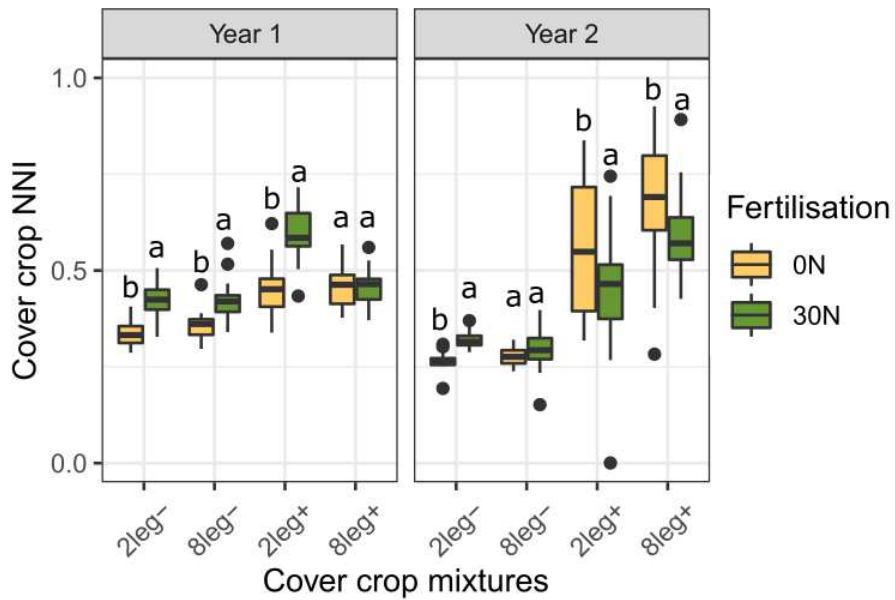 Year 1
Year 2
Cover crop NNI
1.0
0.5
0.0
b a b a b a a a
b a a a b a b a
2leg−
8leg−
2leg+
8leg+
2leg−
8leg−
2leg+
8leg+
Cover crop mixtures
Fertilisation
0N
30N